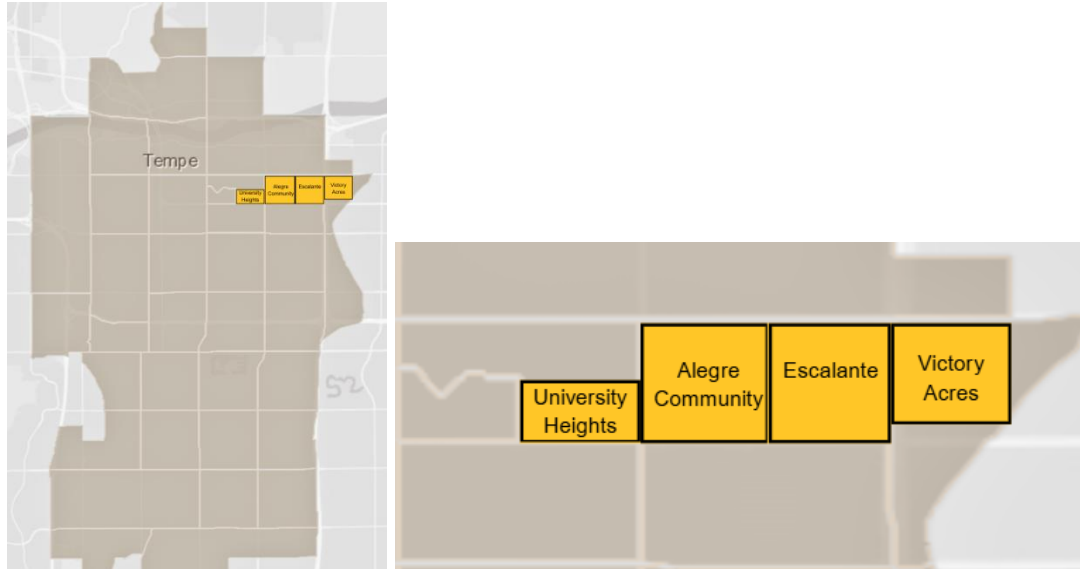 Tempe
University
Heights
Alegre
Community
Escalante
Victory
Acres
University
Heights
Alegre
Community
Escalante
Victory
Acres